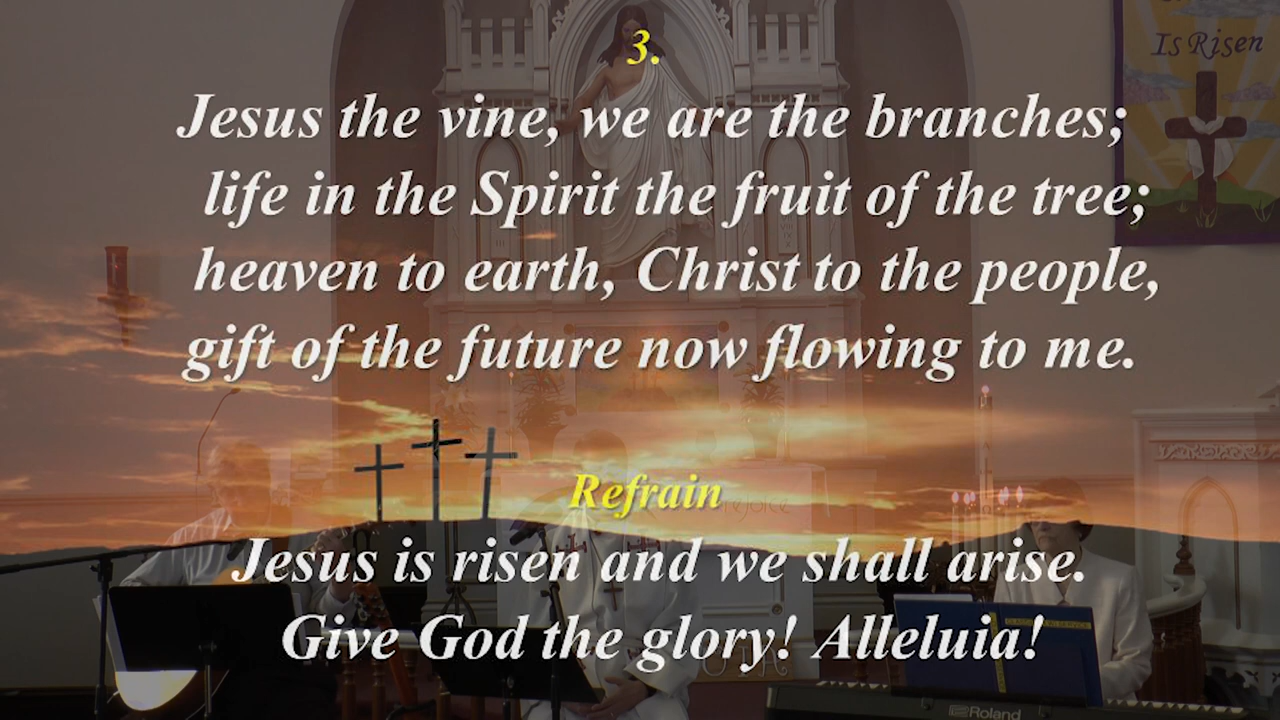 Is Risen
3.
Jesus the vine, we are the branches;
life in the Spirit the fruit of the tree;
heaven to earth, Christ to the people,
gift of the future now flowing to me.
Refrain
rejoice
Jesus is risen and we shall arise.
Give God the glory! Alleluia!
Roland